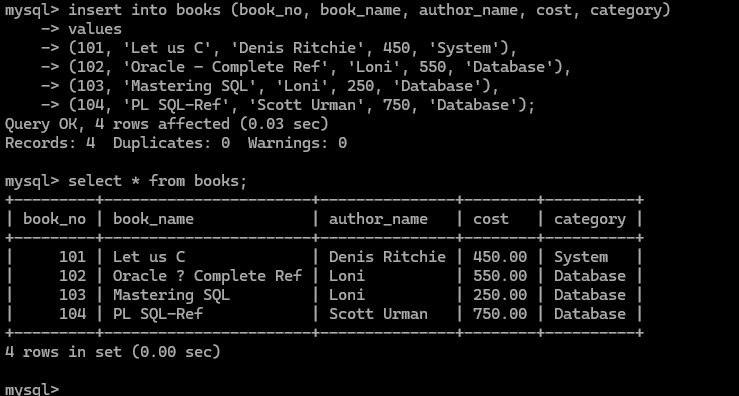 mysql> insert into books (book_no, book_name, author_name, cost, category)
    -> values
    -> (101, 'Let us C', 'Denis Ritchie', 450, 'System'),
    -> (102, 'Oracle – Complete Ref', 'Loni', 550, 'Database'),
    -> (103, 'Mastering SQL', 'Loni', 250, 'Database'),
    -> (104, 'PL SQL-Ref', 'Scott Urman', 750, 'Database');
Query OK, 4 rows affected (0.03 sec)
Records: 4  Duplicates: 0  Warnings: 0

mysql> select * from books;
+---------+-----------------------+---------------+--------+----------+
| book_no | book_name             | author_name   | cost   | category |
+---------+-----------------------+---------------+--------+----------+
|     101 | Let us C              | Denis Ritchie | 450.00 | System   |
|     102 | Oracle ? Complete Ref | Loni          | 550.00 | Database |
|     103 | Mastering SQL         | Loni          | 250.00 | Database |
|     104 | PL SQL-Ref            | Scott Urman   | 750.00 | Database |
+---------+-----------------------+---------------+--------+----------+
4 rows in set (0.00 sec)

mysql>